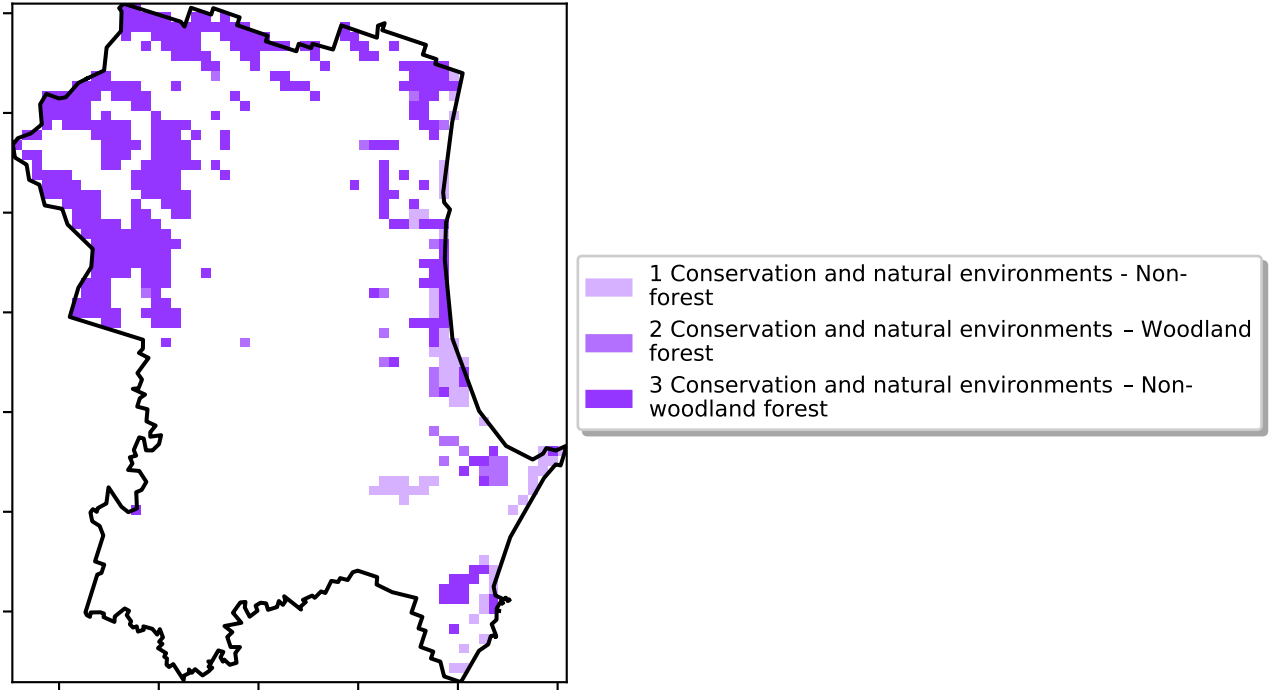 1 Conservation and natural environments - Non-
forest
2 Conservation and natural environments – Woodland
forest
3 Conservation and natural environments – Non-
woodland forest